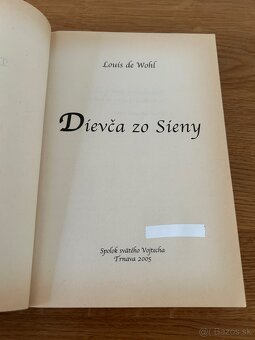 Louis de Wohl
Dievča zo Sieny
Spolok svätého Vojtecha
Trnava 2005
Bazos.sk